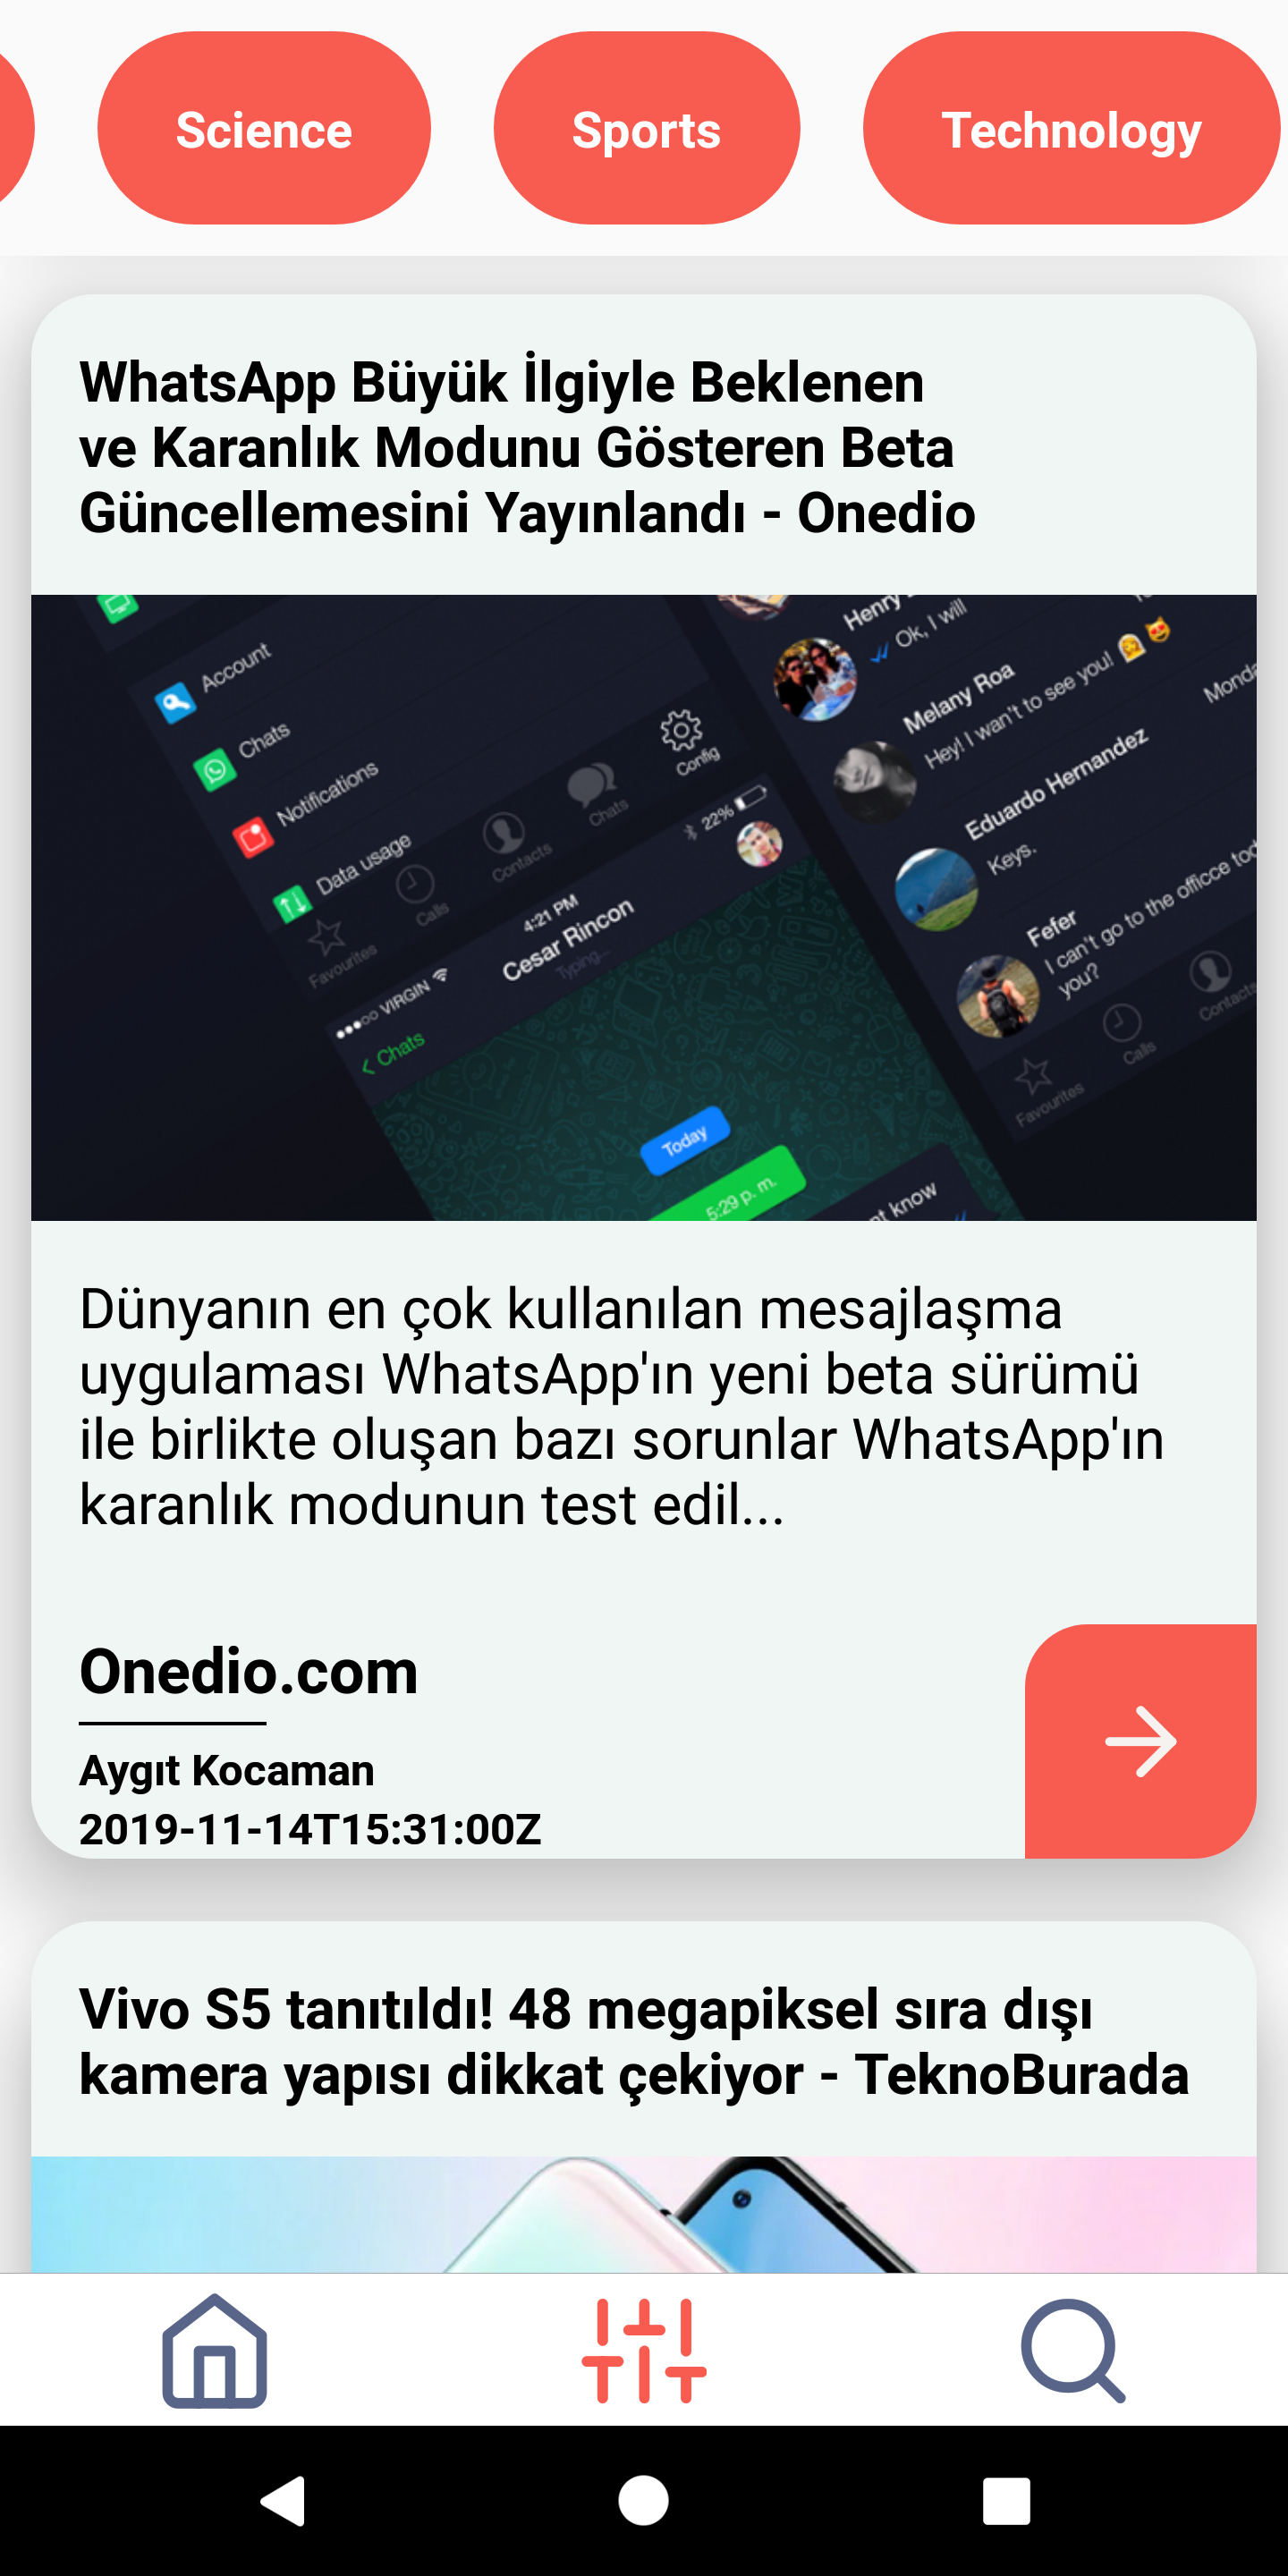 Science
Sports
Technology
WhatsApp Büyük İlgiyle Beklenen
ve Karanlık Modunu Gösteren Beta
Güncellemesini Yayınlandı - Onedio
Account
Chats
Notifications
Data usage
Favourites
Calls
Contacts
Chats
Config
VIRGIN
4:21 PM
22%
Chats
Cesar Rincon
Typing...
Today
5:29 p. m.
know
Henry
Ok, I will
Melany Roa
Hey! I wan't to see you!
Eduardo Hernandez
Keys.
Fefer
I can't go to the officce
you?
Favourites
Calls
Contacts
Dünyanın en çok kullanılan mesajlaşma
uygulaması WhatsApp'ın yeni beta sürümü
ile birlikte oluşan bazı sorunlar WhatsApp'ın
karanlık modunun test edil...
Onedio.com
Aygıt Kocaman
2019-11-14T15:31:00Z
Vivo S5 tanıtıldı! 48 megapiksel sıra dışı
kamera yapısı dikkat çekiyor - TeknoBurada